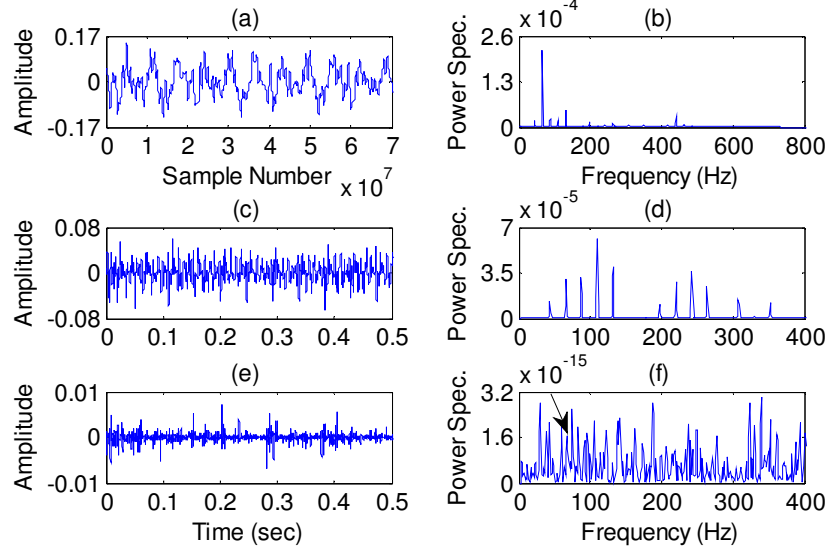 (a)
Amplitude
0.17
0
-0.17
0 1 2 3 4 5 6 7
Sample Number x 10^7
(b)
x 10^-4
Power Spec.
2.6
1.3
0
0 200 400 600 800
Frequency (Hz)
(c)
Amplitude
0.08
0
-0.08
0 0.1 0.2 0.3 0.4 0.5
(d)
x 10^-5
Power Spec.
7
3.5
0
0 100 200 300 400
(e)
Amplitude
0.01
0
-0.01
0 0.1 0.2 0.3 0.4 0.5
Time (sec)
(f)
x 10^-15
Power Spec.
3.2
1.6
0
0 100 200 300 400
Frequency (Hz)